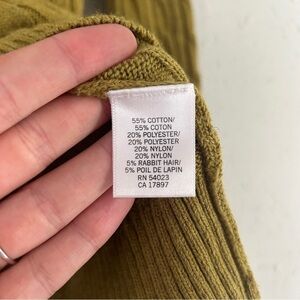 55% COTTON/
55% COTON
20% POLYESTER/
20% POLYESTER
20% NYLON/
20% NYLON
5% RABBIT HAIR/
5% POIL DE LAPIN
RN 54023
CA 17897